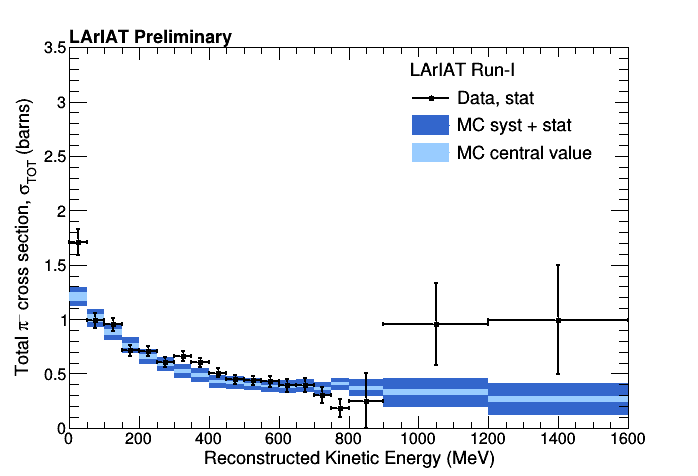 LArIAT Preliminary
3.5
3
2.5
2
1.5
1
0.5
0
Total π⁻ cross section, σ_TOT (barns)
LArIAT Run-I
Data, stat
MC syst + stat
MC central value
0 200 400 600 800 1000 1200 1400 1600
Reconstructed Kinetic Energy (MeV)